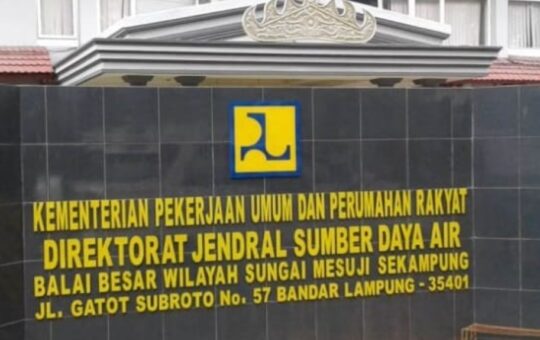 KEMENTERIAN PEKERJAAN UMUM DAN PERUMAHAN RAKYAT
DIREKTORAT JENDRAL SUMBER DAYA AIR
BALAI BESAR WILAYAH SUNGAI MESUJI SEKAMPUNG
JL. GATOT SUBROTO No. 57 BANDAR LAMPUNG - 35401